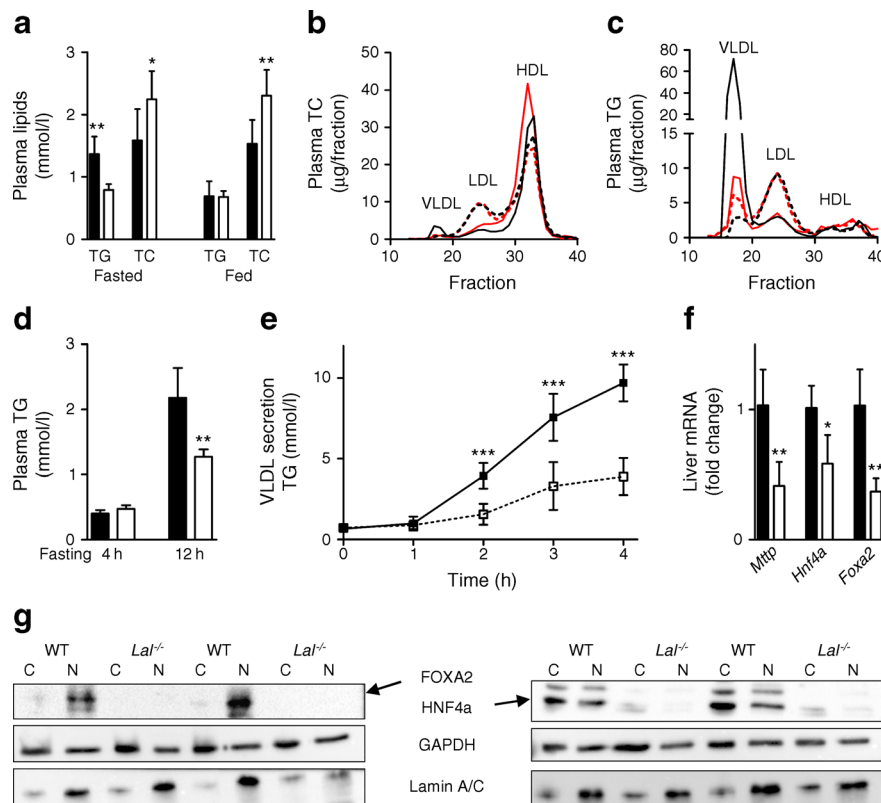 a
Plasma lipids
(mmol/l)
3
2
1
0
**
*
**
TG TC TG TC
Fasted Fed
b
Plasma TC
(µg/fraction)
50
40
30
20
10
0
VLDL
LDL
HDL
10 20 30 40
Fraction
c
Plasma TG
(µg/fraction)
80
60
40
20
15
10
5
0
VLDL
LDL
HDL
10 20 30 40
Fraction
d
Plasma TG
(mmol/l)
3
2
1
0
**
Fasting 4 h 12 h
e
VLDL secretion
TG (mmol/l)
10
5
0
***
***
***
0 1 2 3 4
Time (h)
f
Liver mRNA
(fold change)
1
0
**
*
**
Mttp Hnf4a Foxa2
g
WT Lal-/- WT Lal-/-
C N C N C N C N
WT Lal-/- WT Lal-/-
C N C N C N C N
FOXA2
HNF4a
GAPDH
Lamin A/C